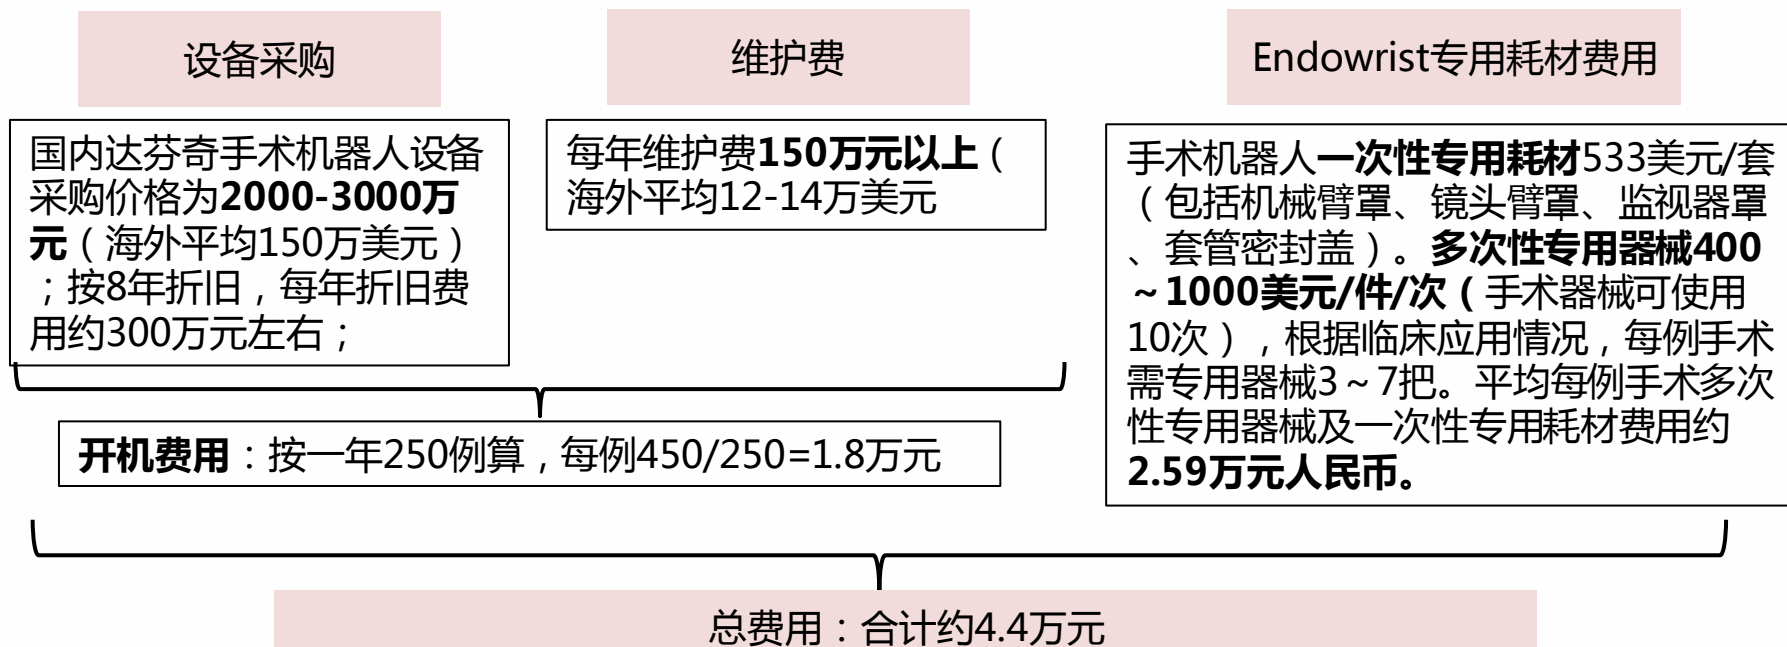 设备采购
维护费
Endowrist专用耗材费用
国内达芬奇手术机器人设备
采购价格为2000-3000万
元（海外平均150万美元）
；按8年折旧，每年折旧费
用约300万元左右；
每年维护费150万元以上（
海外平均12-14万美元
手术机器人一次性专用耗材533美元/套
（包括机械臂罩、镜头臂罩、监视器罩
、套管密封盖）。多次性专用器械400
～1000美元/件/次（手术器械可使用
10次），根据临床应用情况，每例手术
需专用器械3～7把。平均每例手术多次
性专用器械及一次性专用耗材费用约
2.59万元人民币。
开机费用：按一年250例算，每例450/250=1.8万元
总费用：合计约4.4万元